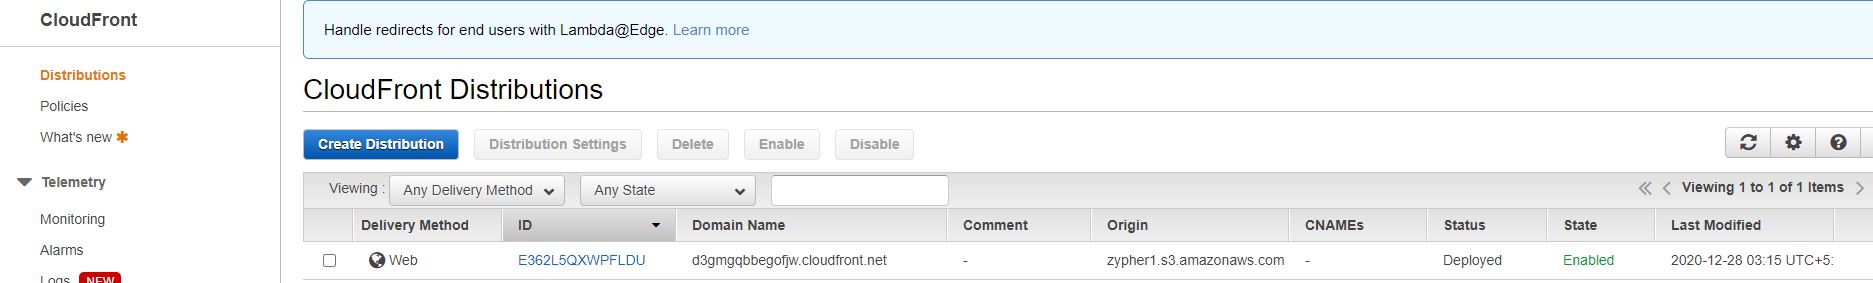 CloudFront
Distributions
Policies
What's new
Telemetry
Monitoring
Alarms
Logs NEW
Handle redirects for end users with Lambda@Edge. Learn more
CloudFront Distributions
Create Distribution Distribution Settings Delete Enable Disable
Viewing : Any Delivery Method Any State
Viewing 1 to 1 of 1 Items
Delivery Method ID Domain Name Comment Origin CNAMEs Status State Last Modified
Web E362L5QXWPFLDU d3gmgqbbegofjw.cloudfront.net - zypher1.s3.amazonaws.com - Deployed Enabled 2020-12-28 03:15 UTC+5: